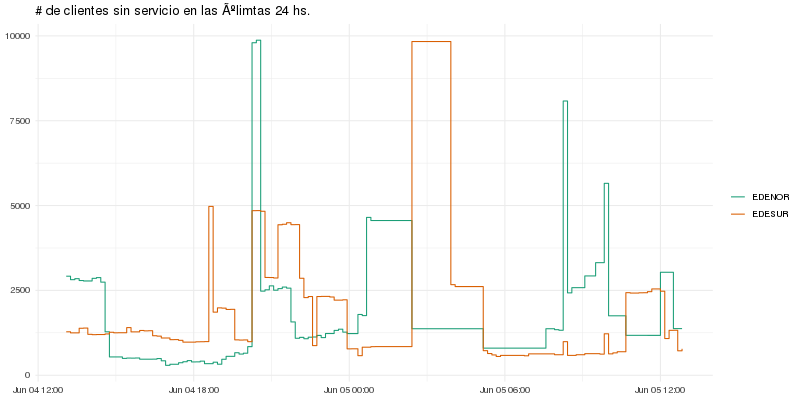 # de clientes sin servicio en las Ãºlimtas 24 hs.
10000
7500
5000
2500
0
Jun 04 12:00
Jun 04 18:00
Jun 05 00:00
Jun 05 06:00
Jun 05 12:00
EDENOR
EDESUR